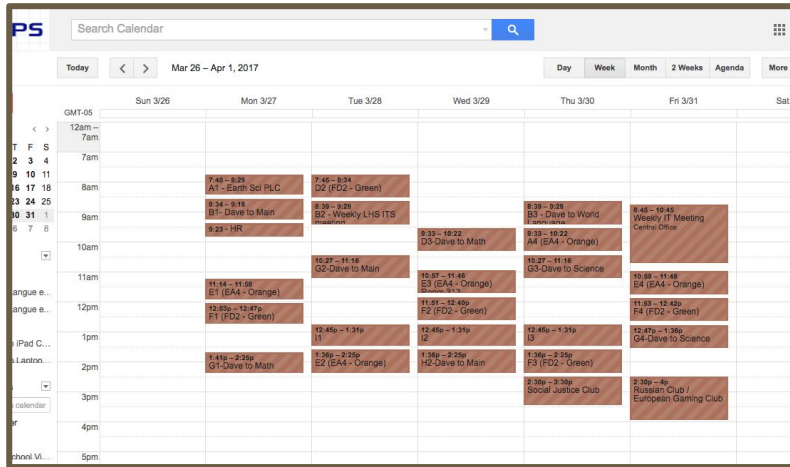 PS
Search Calendar
Today < > Mar 26 – Apr 1, 2017 Day Week Month 2 Weeks Agenda More
Sun 3/26 Mon 3/27 Tue 3/28 Wed 3/29 Thu 3/30 Fri 3/31 Sat
GMT-05
12am –
7am
7am
8am
9am
10am
11am
12pm
1pm
2pm
3pm
4pm
5pm
< >
T F S
2 3 4
9 10 11
16 17 18
23 24 25
30 31 1
6 7 8
angue e...
angue e...
iPad C...
Lapton...
calendar
er
chool Vi...
7:45 – 8:29
A1 - Earth Sci PLC
8:34 – 9:18
B1- Dave to Main
9:23 - HR
11:14 – 11:58
E1 (EA4 - Orange)
12:03p – 12:47p
F1 (FD2 - Green)
1:41p – 2:25p
G1-Dave to Math
7:45 – 8:34
D2 (FD2 - Green)
8:39 – 9:28
B2 - Weekly LHS ITS
meeting
10:27 – 11:16
G2-Dave to Main
12:45p – 1:31p
I1
1:36p – 2:25p
E2 (EA4 - Orange)
9:33 – 10:22
D3-Dave to Math
10:57 – 11:46
E3 (EA4 - Orange)
Room 313
11:51 – 12:40p
F2 (FD2 - Green)
12:45p – 1:31p
I2
1:36p – 2:25p
H2-Dave to Main
8:39 – 9:28
B3 - Dave to World
Language
9:33 – 10:22
A4 (EA4 - Orange)
10:27 – 11:16
G3-Dave to Science
12:45p – 1:31p
I3
1:36p – 2:25p
F3 (FD2 - Green)
2:30p – 3:30p
Social Justice Club
8:45 – 10:45
Weekly IT Meeting
Central Office
10:59 – 11:48
E4 (EA4 - Orange)
11:53 – 12:42p
F4 (FD2 - Green)
12:47p – 1:36p
G4-Dave to Science
2:30p – 4p
Russian Club /
European Gaming Club